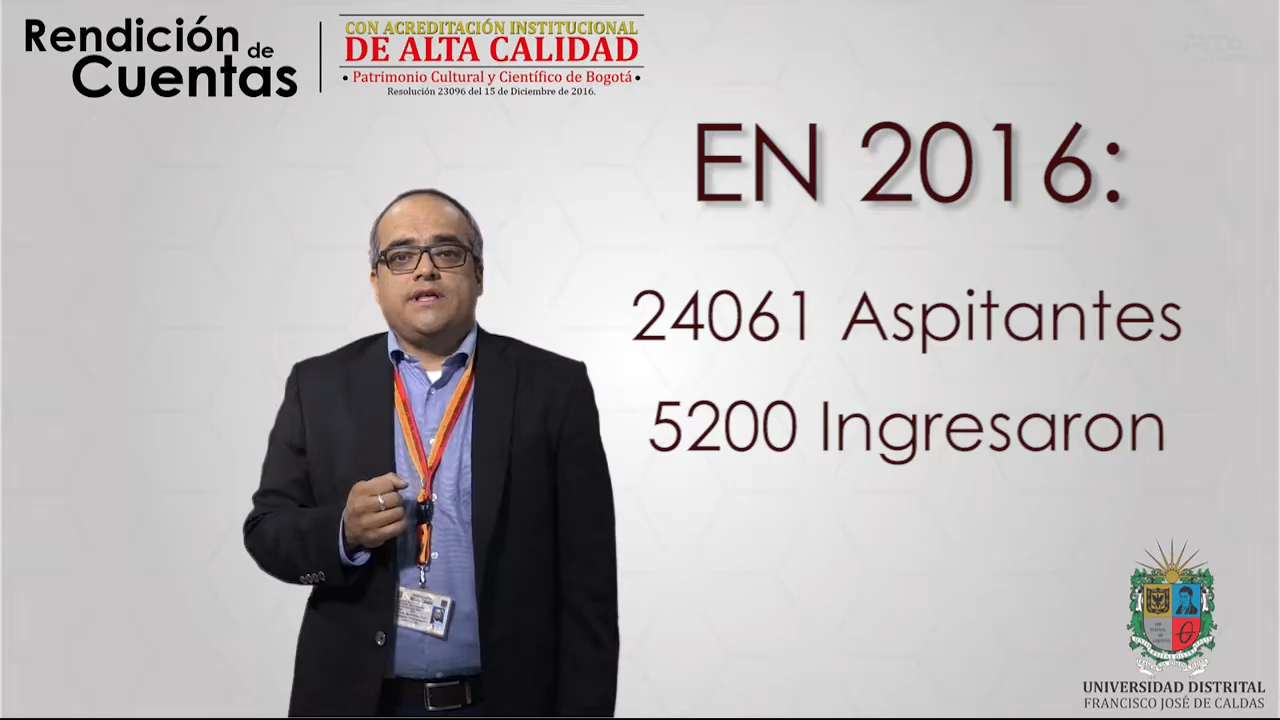 Rendición de
Cuentas
CON ACREDITACIÓN INSTITUCIONAL
DE ALTA CALIDAD
• Patrimonio Cultural y Científico de Bogotá •
Resolución 23096 del 15 de Diciembre de 2016.
EN 2016:
24061 Aspitantes
5200 Ingresaron
UNIVERSIDAD DISTRITAL
FRANCISCO JOSÉ DE CALDAS